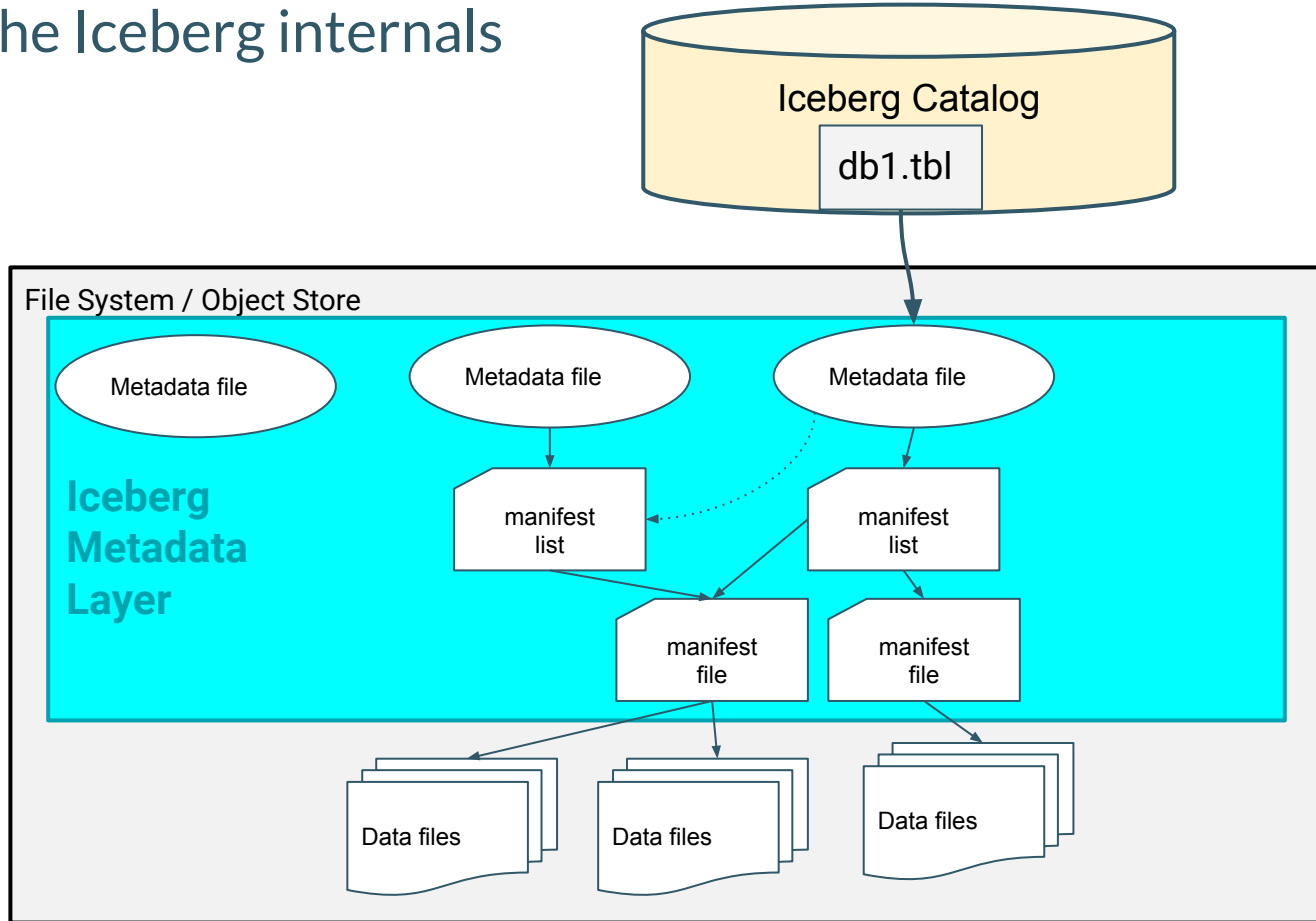 he Iceberg internals
Iceberg Catalog
db1.tbl
File System / Object Store
Metadata file
Metadata file
Metadata file
Iceberg
Metadata
Layer
manifest
list
manifest
list
manifest
file
manifest
file
Data files
Data files
Data files